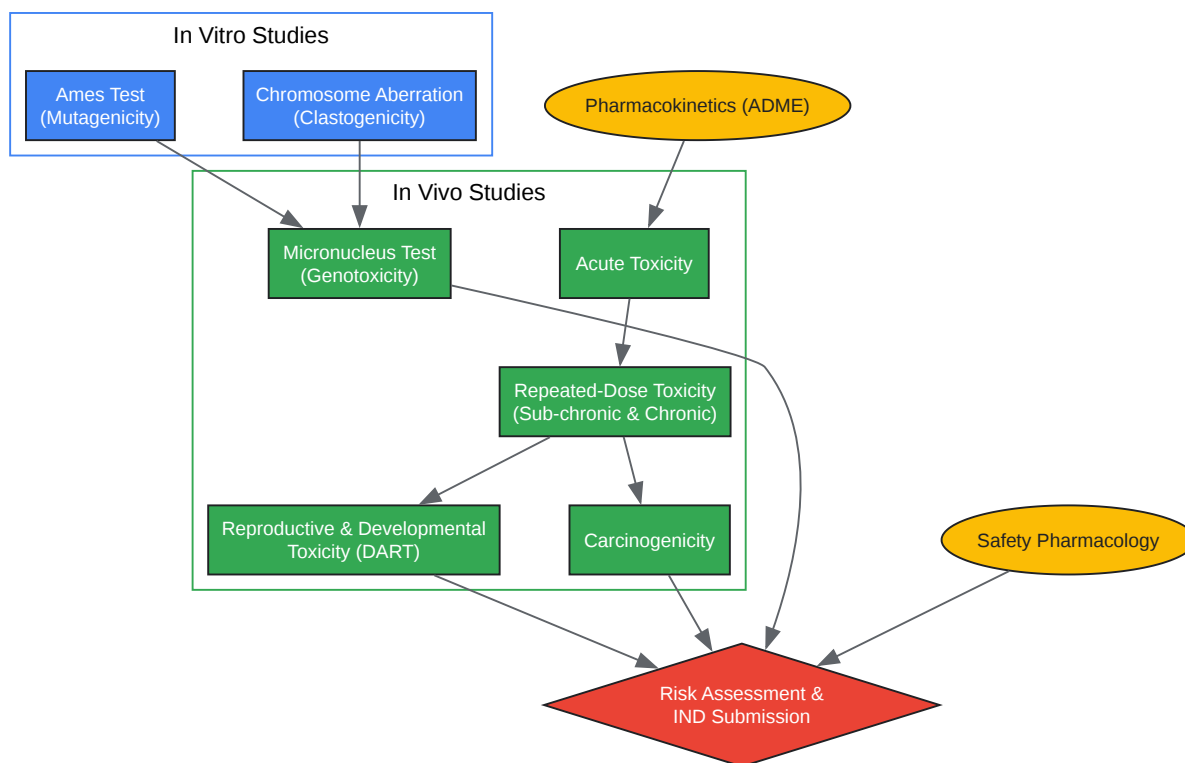 In Vitro Studies
Ames Test
(Mutagenicity)
Chromosome Aberration
(Clastogenicity)
Pharmacokinetics (ADME)
In Vivo Studies
Micronucleus Test
(Genotoxicity)
Acute Toxicity
Repeated-Dose Toxicity
(Sub-chronic & Chronic)
Reproductive & Developmental
Toxicity (DART)
Carcinogenicity
Safety Pharmacology
Risk Assessment &
IND Submission